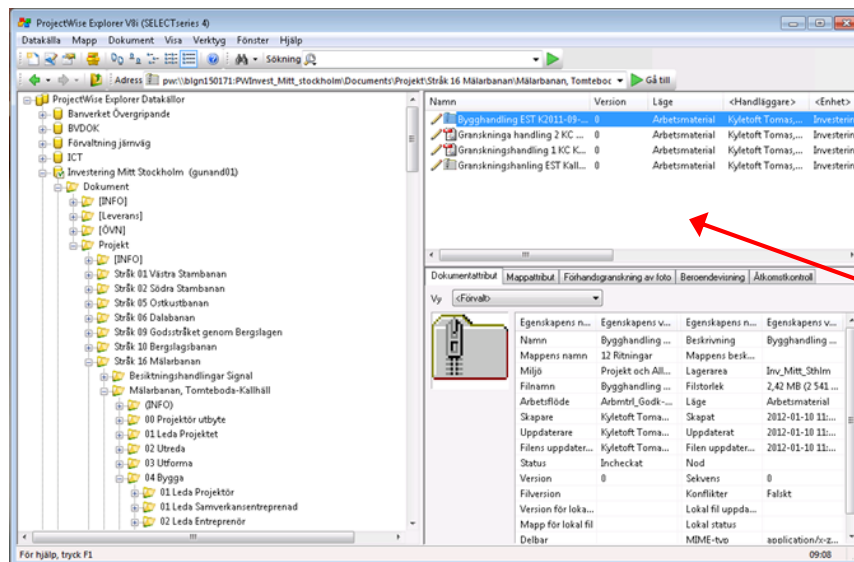 ProjectWise Explorer V8i (SELECTseries 4)
Datakälla Mapp Dokument Visa Verktyg Fönster Hjälp
Sökning
Adress pw:\\blgn150171:PWInvest_Mitt_stockholm\Documents\Projekt\Stråk 16 Mälarbanan\Mälarbanan, Tomteboc Gå till
ProjectWise Explorer Datakällor
Banverket Övergripande
BVDOK
Förvaltning järnväg
ICT
Investering Mitt Stockholm (gunand01)
Dokument
[INFO]
[Leverans]
[ÖVN]
Projekt
[INFO]
Stråk 01 Västra Stambanan
Stråk 02 Södra Stambanan
Stråk 05 Ostkustbanan
Stråk 06 Dalabanan
Stråk 09 Godsstråket genom Bergslagen
Stråk 10 Bergslagsbanan
Stråk 16 Mälarbanan
Besiktningshandlingar Signal
Mälarbanan, Tomteboda-Kallhäll
(INFO)
00 Projektör utbyte
01 Leda Projektet
02 Utreda
03 Utforma
04 Bygga
01 Leda Projektör
01 Leda Samverkansentreprenad
02 Leda Entreprenör
Namn Version Läge <Handläggare> <Enhet>
Bygghandling EST K2011-09-... 0 Arbetsmaterial Kyletoft Tomas,... Investerin
Granskninga handling 2 KC ... 0 Arbetsmaterial Kyletoft Tomas,... Investerin
Granskningshandling 1 KC K... 0 Arbetsmaterial Kyletoft Tomas,... Investerin
Granskningshanling EST Kall... 0 Arbetsmaterial Kyletoft Tomas,... Investerin
Dokumentattribut Mappattribut Förhandsgranskning av foto Beroendevisning Åtkomstkontroll
Vy <Förval>
Egenskapens n... Egenskapens v... Egenskapens n... Egenskapens v...
Namn Bygghandling ... Beskrivning Bygghandling ...
Mappens namn 12 Ritningar Mappens besk...
Miljö Projekt och All... Lagerarea Inv_Mitt_Sthlm
Filnamn Bygghandling ... Filstorlek 2,42 MB (2 541 ...
Arbetsflöde Arbmtrl_Godk-... Läge Arbetsmaterial
Skapare Kyletoft Toma... Skapat 2012-01-10 11:...
Uppdaterare Kyletoft Toma... Uppdaterat 2012-01-10 11:...
Filens uppdater... Kyletoft Toma... Filen uppdater... 2012-01-10 11:...
Status Incheckat Nod
Version 0 Sekvens 0
Filversion Konflikter Falskt
Version för loka... Lokal fil uppda...
Mapp för lokal fil Lokal status
Delbar MIME-typ application/x-z...
För hjälp, tryck F1 09:08